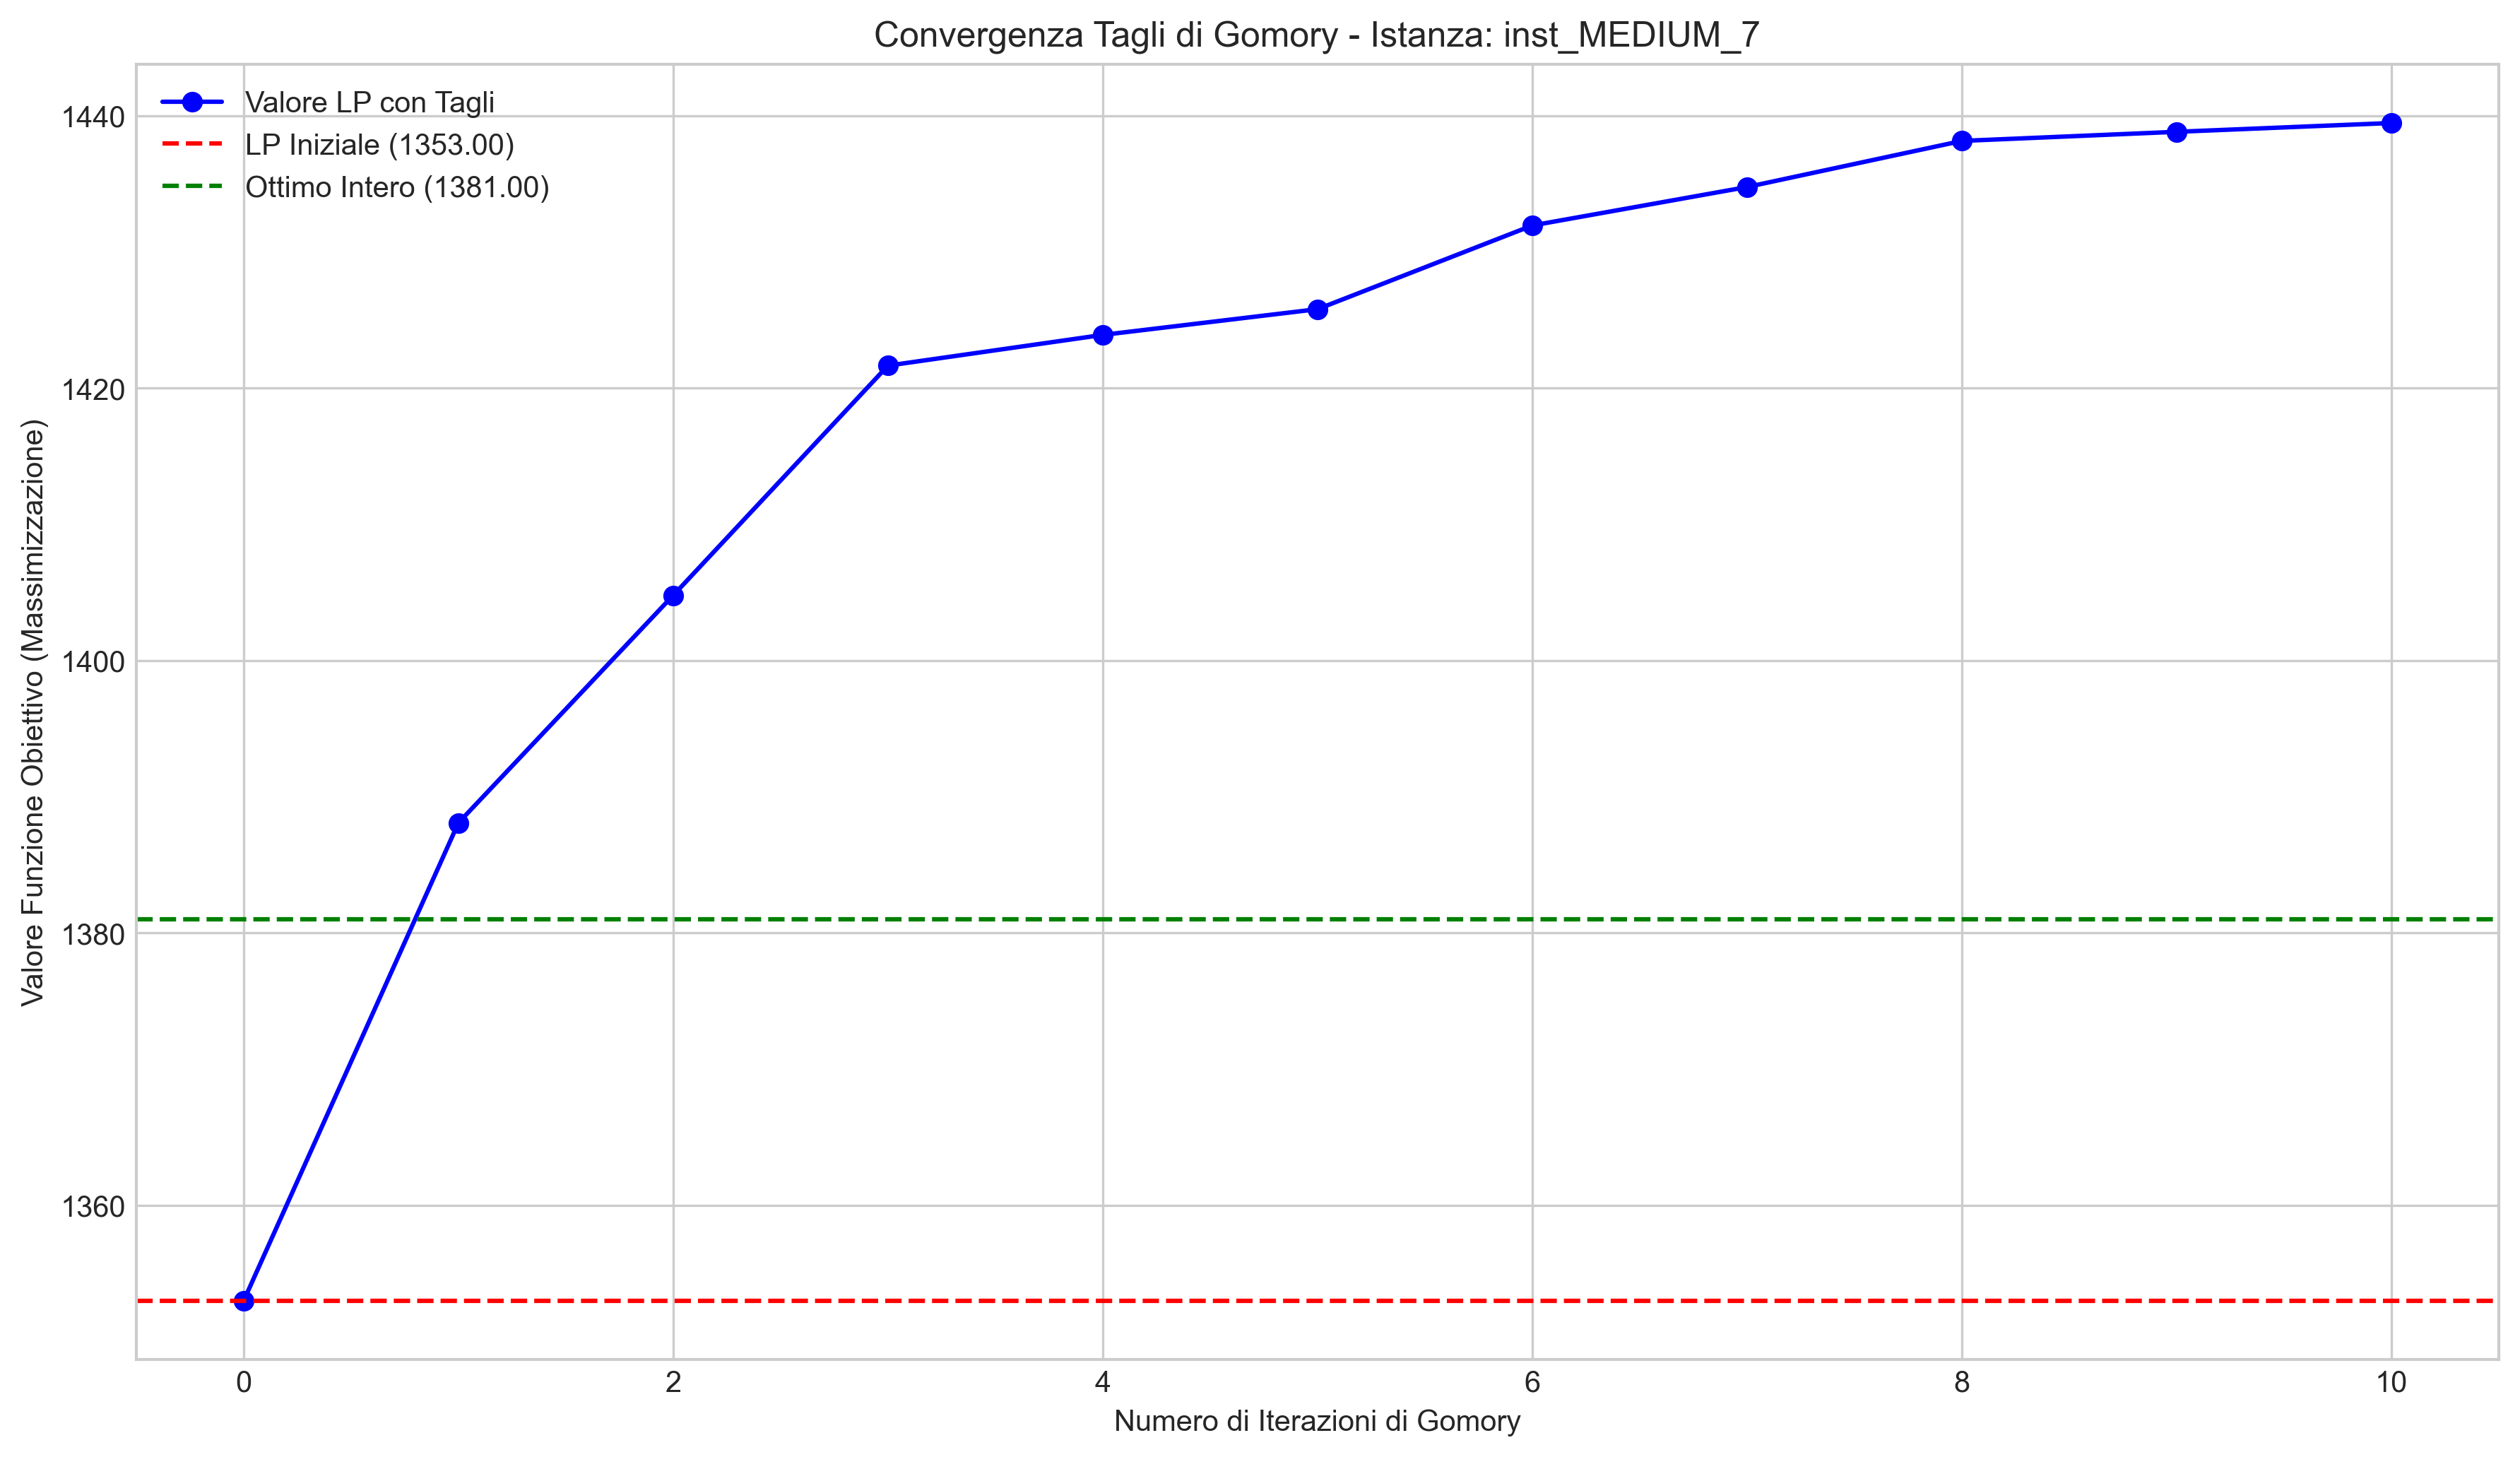 Convergenza Tagli di Gomory - Istanza: inst_MEDIUM_7
Valore LP con Tagli
LP Iniziale (1353.00)
Ottimo Intero (1381.00)
Valore Funzione Obiettivo (Massimizzazione)
1440
1420
1400
1380
1360
0 2 4 6 8 10
Numero di Iterazioni di Gomory